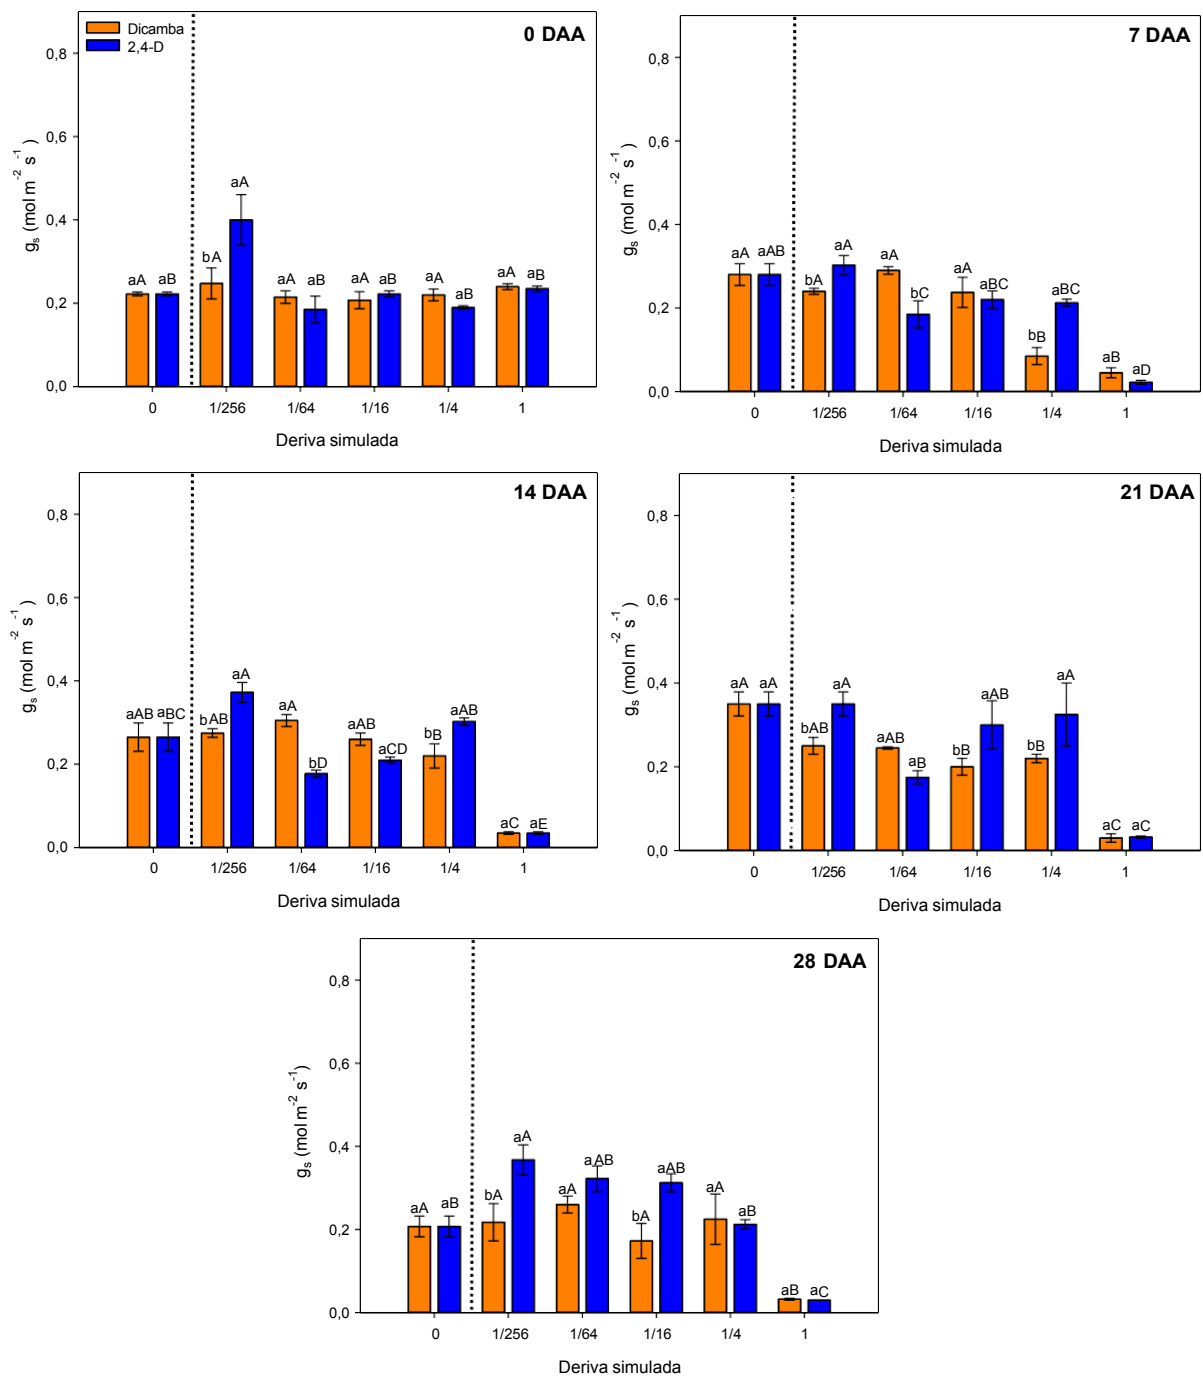 Dicamba
2,4-D
0 DAA
0,8
0,6
0,4
0,2
0,0
gs (mol m-2 s-1)
aA aA bA aA aA aB aA aA aA aB aA aB
0 1/256 1/64 1/16 1/4 1
Deriva simulada
7 DAA
0,8
0,6
0,4
0,2
0,0
gs (mol m-2 s-1)
aA aAB bA aA aA bC aA aBC bB aBC aB aD
0 1/256 1/64 1/16 1/4 1
Deriva simulada
14 DAA
0,8
0,6
0,4
0,2
0,0
gs (mol m-2 s-1)
aAB aBC bAB aA aA bD aAB aCD bB aAB aC aE
0 1/256 1/64 1/16 1/4 1
Deriva simulada
21 DAA
0,8
0,6
0,4
0,2
0,0
gs (mol m-2 s-1)
aA aA bAB aA aAB aB bB aAB bB aA aC aC
0 1/256 1/64 1/16 1/4 1
Deriva simulada
28 DAA
0,8
0,6
0,4
0,2
0,0
gs (mol m-2 s-1)
aA aB bA aA aA aAB bA aAB aA aB aB aC
0 1/256 1/64 1/16 1/4 1
Deriva simulada